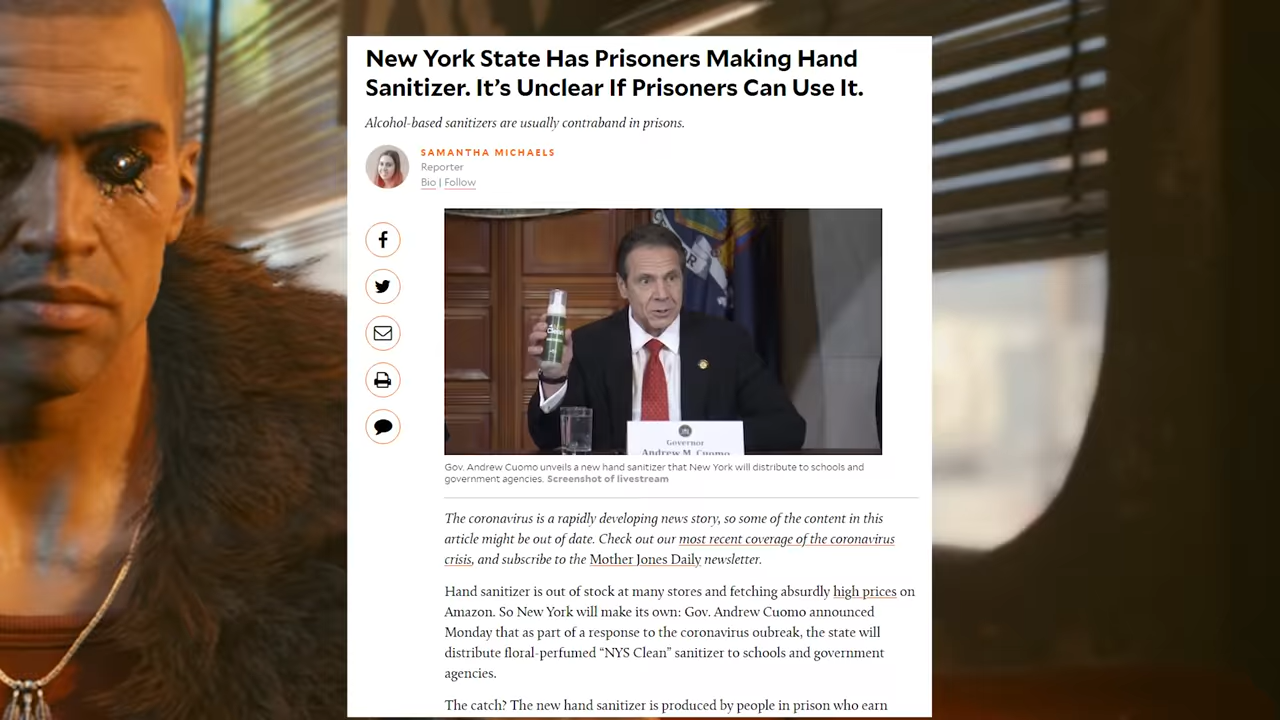 New York State Has Prisoners Making Hand
Sanitizer. It’s Unclear If Prisoners Can Use It.
Alcohol-based sanitizers are usually contraband in prisons.
SAMANTHA MICHAELS
Reporter
Bio | Follow
Governor
Andrew M. Cuomo
Gov. Andrew Cuomo unveils a new hand sanitizer that New York will distribute to schools and
government agencies. Screenshot of livestream
The coronavirus is a rapidly developing news story, so some of the content in this
article might be out of date. Check out our most recent coverage of the coronavirus
crisis, and subscribe to the Mother Jones Daily newsletter.
Hand sanitizer is out of stock at many stores and fetching absurdly high prices on
Amazon. So New York will make its own: Gov. Andrew Cuomo announced
Monday that as part of a response to the coronavirus oubreak, the state will
distribute floral-perfumed “NYS Clean” sanitizer to schools and government
agencies.
The catch? The new hand sanitizer is produced by people in prison who earn